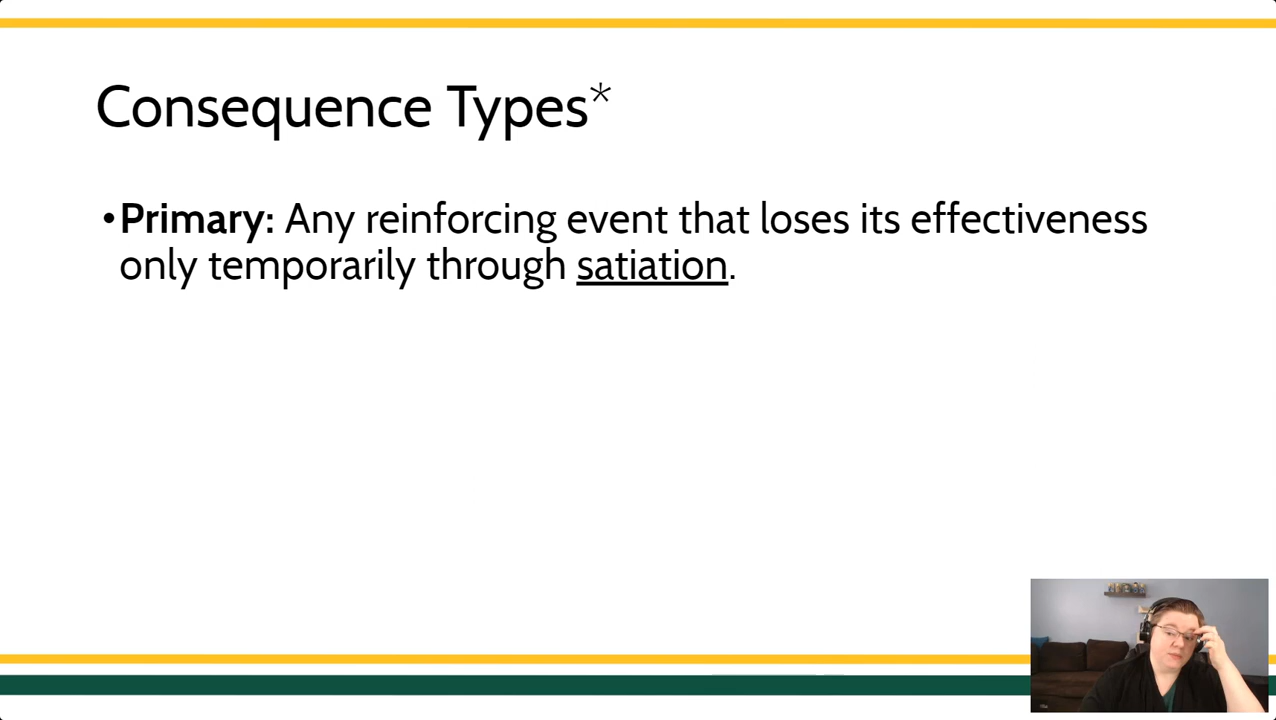 Consequence Types*
•Primary: Any reinforcing event that loses its effectiveness
only temporarily through satiation.